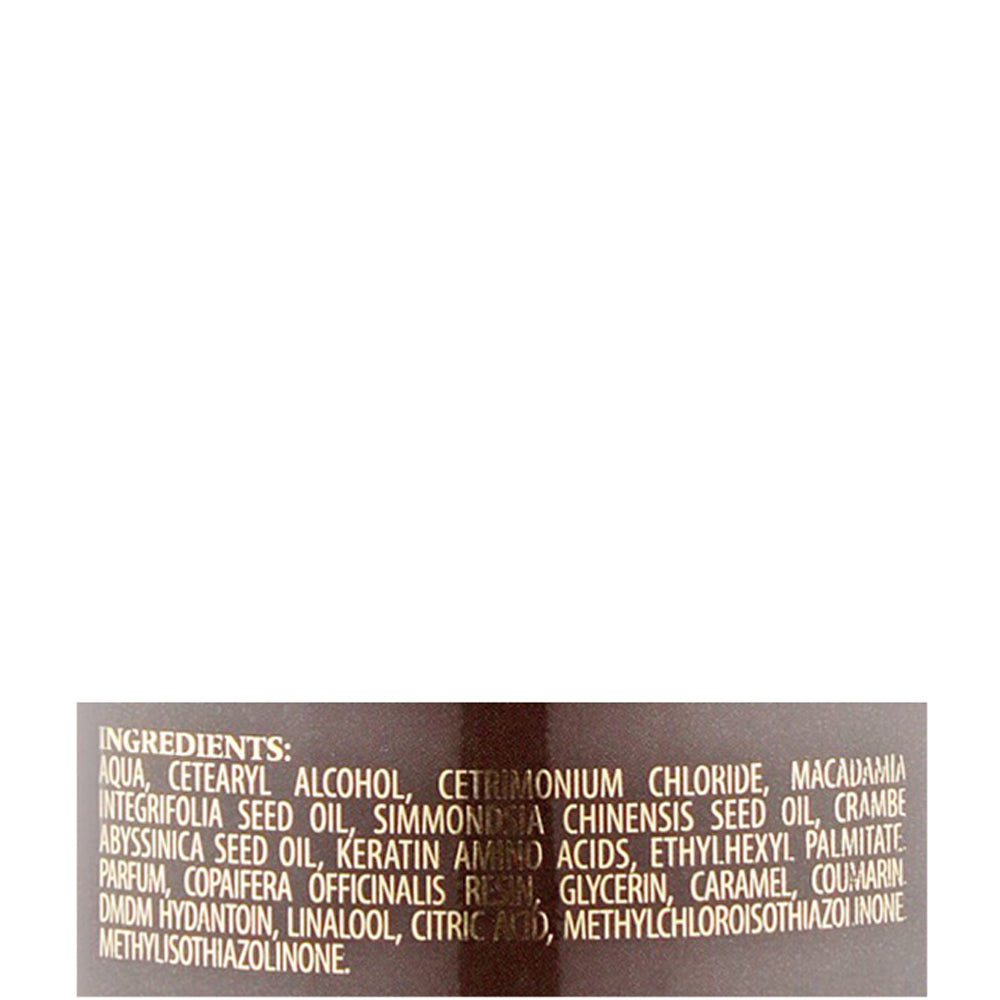 INGREDIENTS:
AQUA, CETEARYL ALCOHOL, CETRIMONIUM CHLORIDE, MACADAMIA
INTEGRIFOLIA SEED OIL, SIMMONDSIA CHINENSIS SEED OIL, CRAMBE
ABYSSINICA SEED OIL, KERATIN AMINO ACIDS, ETHYLHEXYL PALMITATE.
PARFUM, COPAIFERA OFFICINALIS RESIN, GLYCERIN, CARAMEL, COUMARIN.
DMDM HYDANTOIN, LINALOOL, CITRIC ACID, METHYLCHLOROISOTHIAZOLINONE.
METHYLISOTHIAZOLINONE.